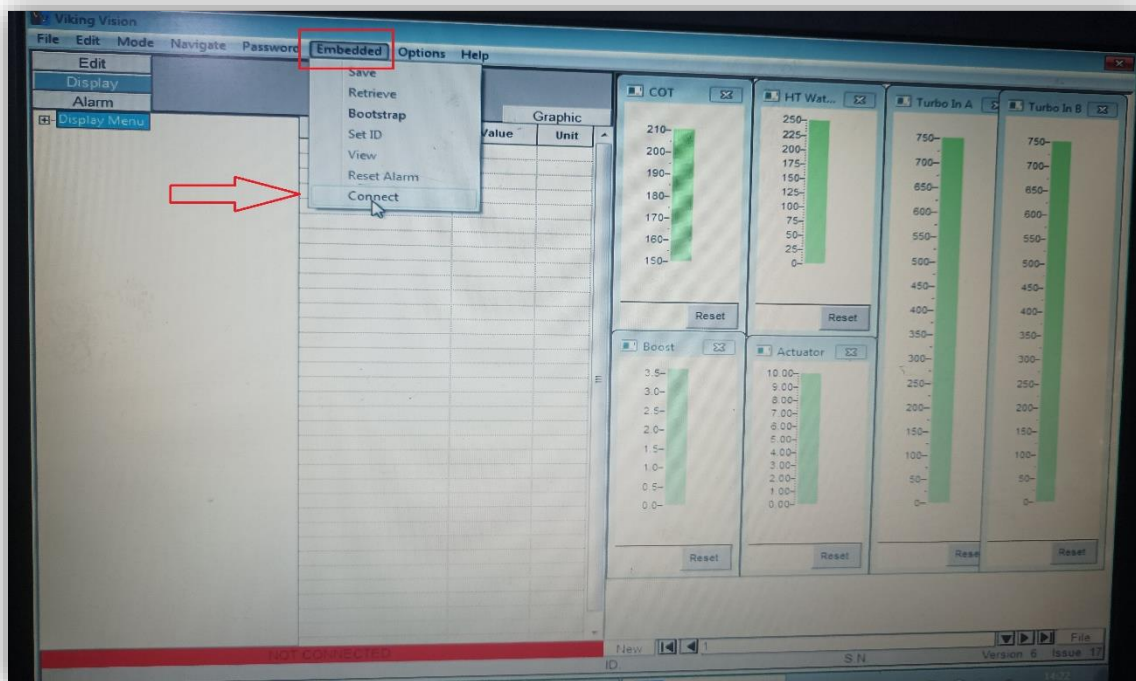 Viking Vision
File Edit Mode Navigate Password Embedded Options Help
Edit
Display
Alarm
Display Menu
Save
Retrieve
Bootstrap
Set ID
View
Reset Alarm
Connect
Graphic
Value Unit
COT
210
200
190
180
170
160
150
Reset
HT Wat...
250
225
200
175
150
125
100
75
50
25
0
Reset
Turbo In A
750
700
650
600
550
500
450
400
350
300
250
200
150
100
50
0
Rese
Turbo In B
750
700
650
600
550
500
450
400
350
300
250
200
150
100
50
0
Reset
Boost
3.5
3.0
2.5
2.0
1.5
1.0
0.5
0.0
Reset
Actuator
10.00
9.00
8.00
7.00
6.00
5.00
4.00
3.00
2.00
1.00
0.00
Reset
NOT CONNECTED
New 1 File
ID S N Version 6 Issue 17
14:22